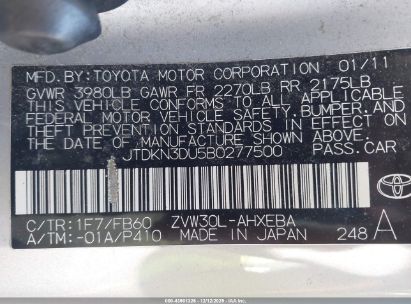 MFD.BY:TOYOTA MOTOR CORPORATION 01/11
GVWR 3980LB GAWR FR 2270LB RR 2175LB
THIS VEHICLE CONFORMS TO ALL APPLICABLE
FEDERAL MOTOR VEHICLE SAFETY, BUMPER, AND
THEFT PREVENTION STANDARDS IN EFFECT ON
THE DATE OF MANUFACTURE SHOWN ABOVE.
JTDKN3DU5B0277500 PASS.CAR
TOYOTA
C/TR:1F7/FB60 ZVW30L-AHXEBA
A/TM:-01A/P410 MADE IN JAPAN 248 A